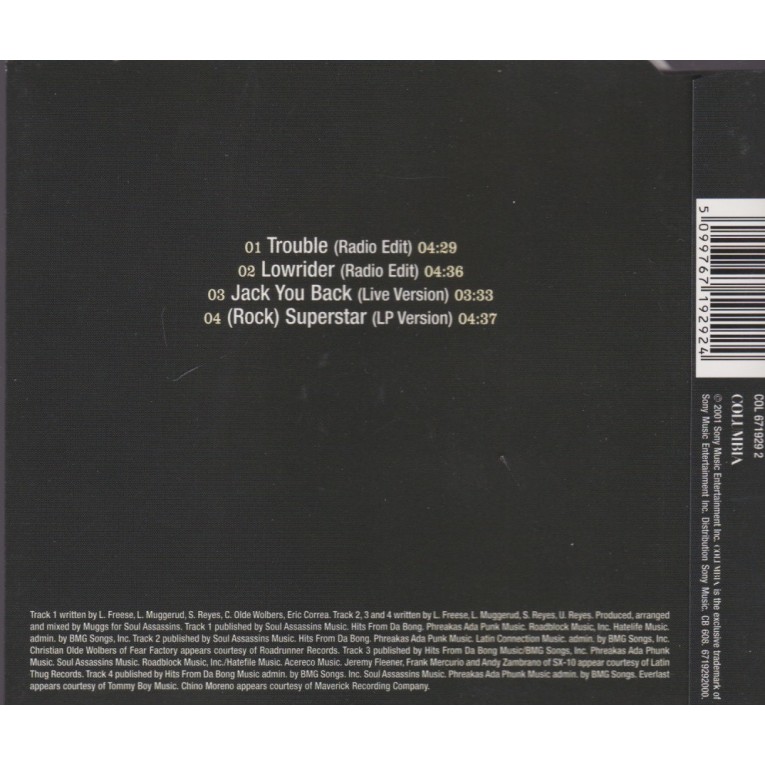 01 Trouble (Radio Edit) 04:29
02 Lowrider (Radio Edit) 04:36
03 Jack You Back (Live Version) 03:33
04 (Rock) Superstar (LP Version) 04:37
Track 1 written by L. Freese, L. Muggerud, S. Reyes, C. Olde Wolbers, Eric Correa. Track 2, 3 and 4 written by L. Freese, L. Muggerud, S. Reyes, U. Reyes. Produced, arranged
and mixed by Muggs for Soul Assassins. Track 1 published by Soul Assassins Music. Hits From Da Bong. Phreakas Ada Punk Music. Roadblock Music, Inc. Hatelife Music.
admin. by BMG Songs, Inc. Track 2 published by Soul Assassins Music. Hits From Da Bong. Phreakas Ada Punk Music. Latin Connection Music. admin. by BMG Songs, Inc.
Christian Olde Wolbers of Fear Factory appears courtesy of Roadrunner Records. Track 3 published by Hits From Da Bong Music/BMG Songs, Inc. Phreakas Ada Phunk
Music. Soul Assassins Music. Roadblock Music, Inc./Hatefile Music. Acereco Music. Jeremy Fleener, Frank Mercurio and Andy Zambrano of SX-10 appear courtesy of Latin
Thug Records. Track 4 published by Hits From Da Bong Music admin. by BMG Songs. Inc. Soul Assassins Music. Phreakas Ada Phunk Music admin. by BMG Songs. Everlast
appears courtesy of Tommy Boy Music. Chino Moreno appears courtesy of Maverick Recording Company.
5 099767 192924
COL 671929 2
COLUMBIA
© 2001 Sony Music Entertainment Inc. COLUMBIA is the exclusive trademark of
Sony Music Entertainment Inc. Distribution Sony Music. CB 608. 6719292000.